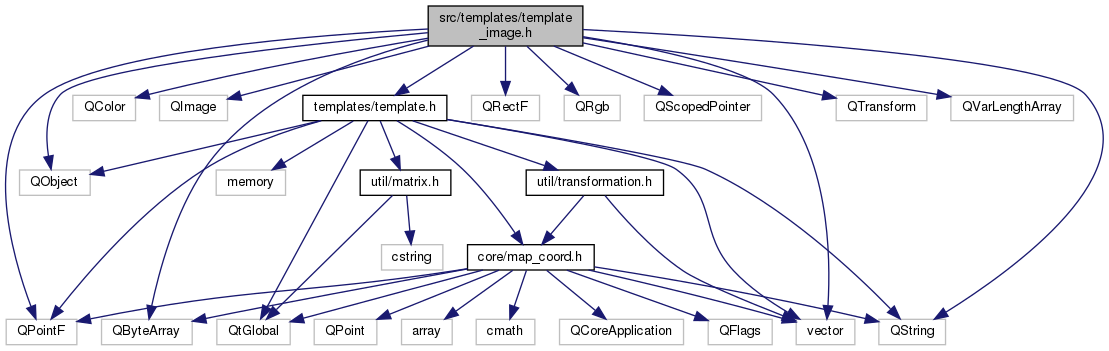 src/templates/template
_image.h
QColor
QImage
templates/template.h
QRectF
QRgb
QScopedPointer
QTransform
QVarLengthArray
QObject
memory
util/matrix.h
util/transformation.h
cstring
core/map_coord.h
QPointF
QByteArray
QtGlobal
QPoint
array
cmath
QCoreApplication
QFlags
vector
QString